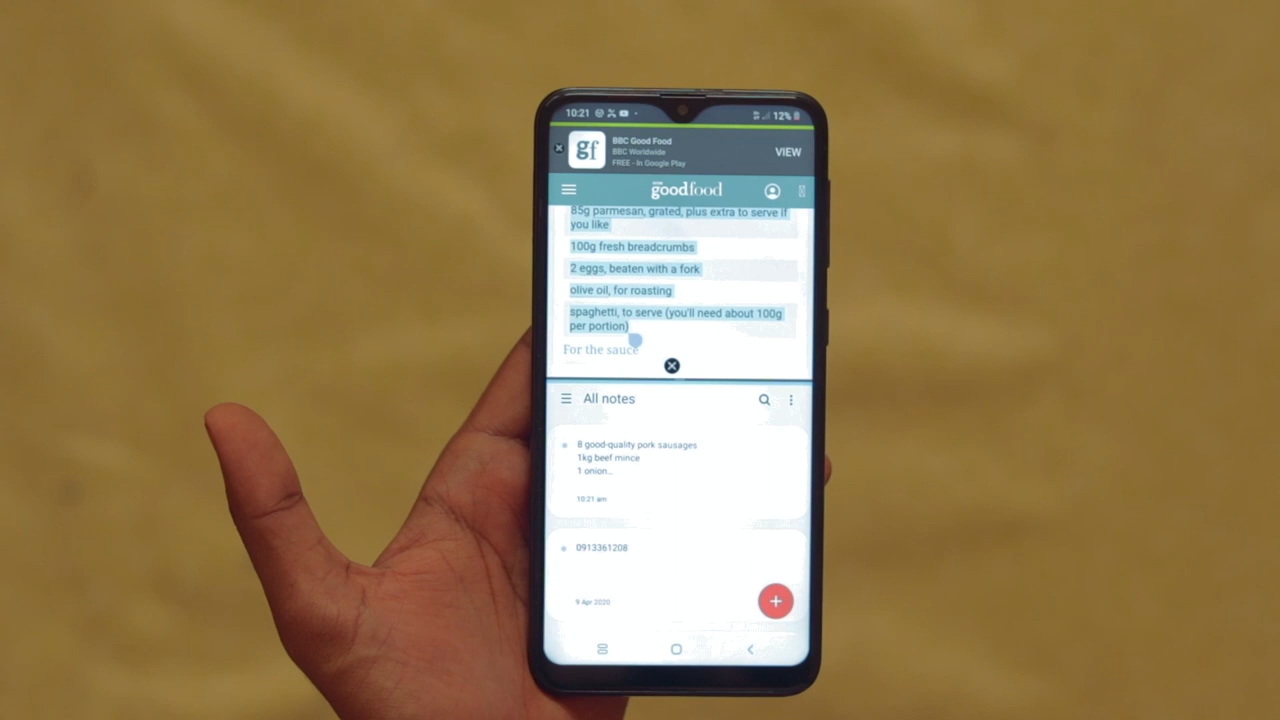 10:21
12%
BBC Good Food
BBC Worldwide
FREE - In Google Play
VIEW
gf
goodfood
85g parmesan, grated, plus extra to serve if
you like
100g fresh breadcrumbs
2 eggs, beaten with a fork
olive oil, for roasting
spaghetti, to serve (you'll need about 100g
per portion)
For the sauce
All notes
8 good-quality pork sausages
1kg beef mince
1 onion...
10:21 am
0913361208
9 Apr 2020